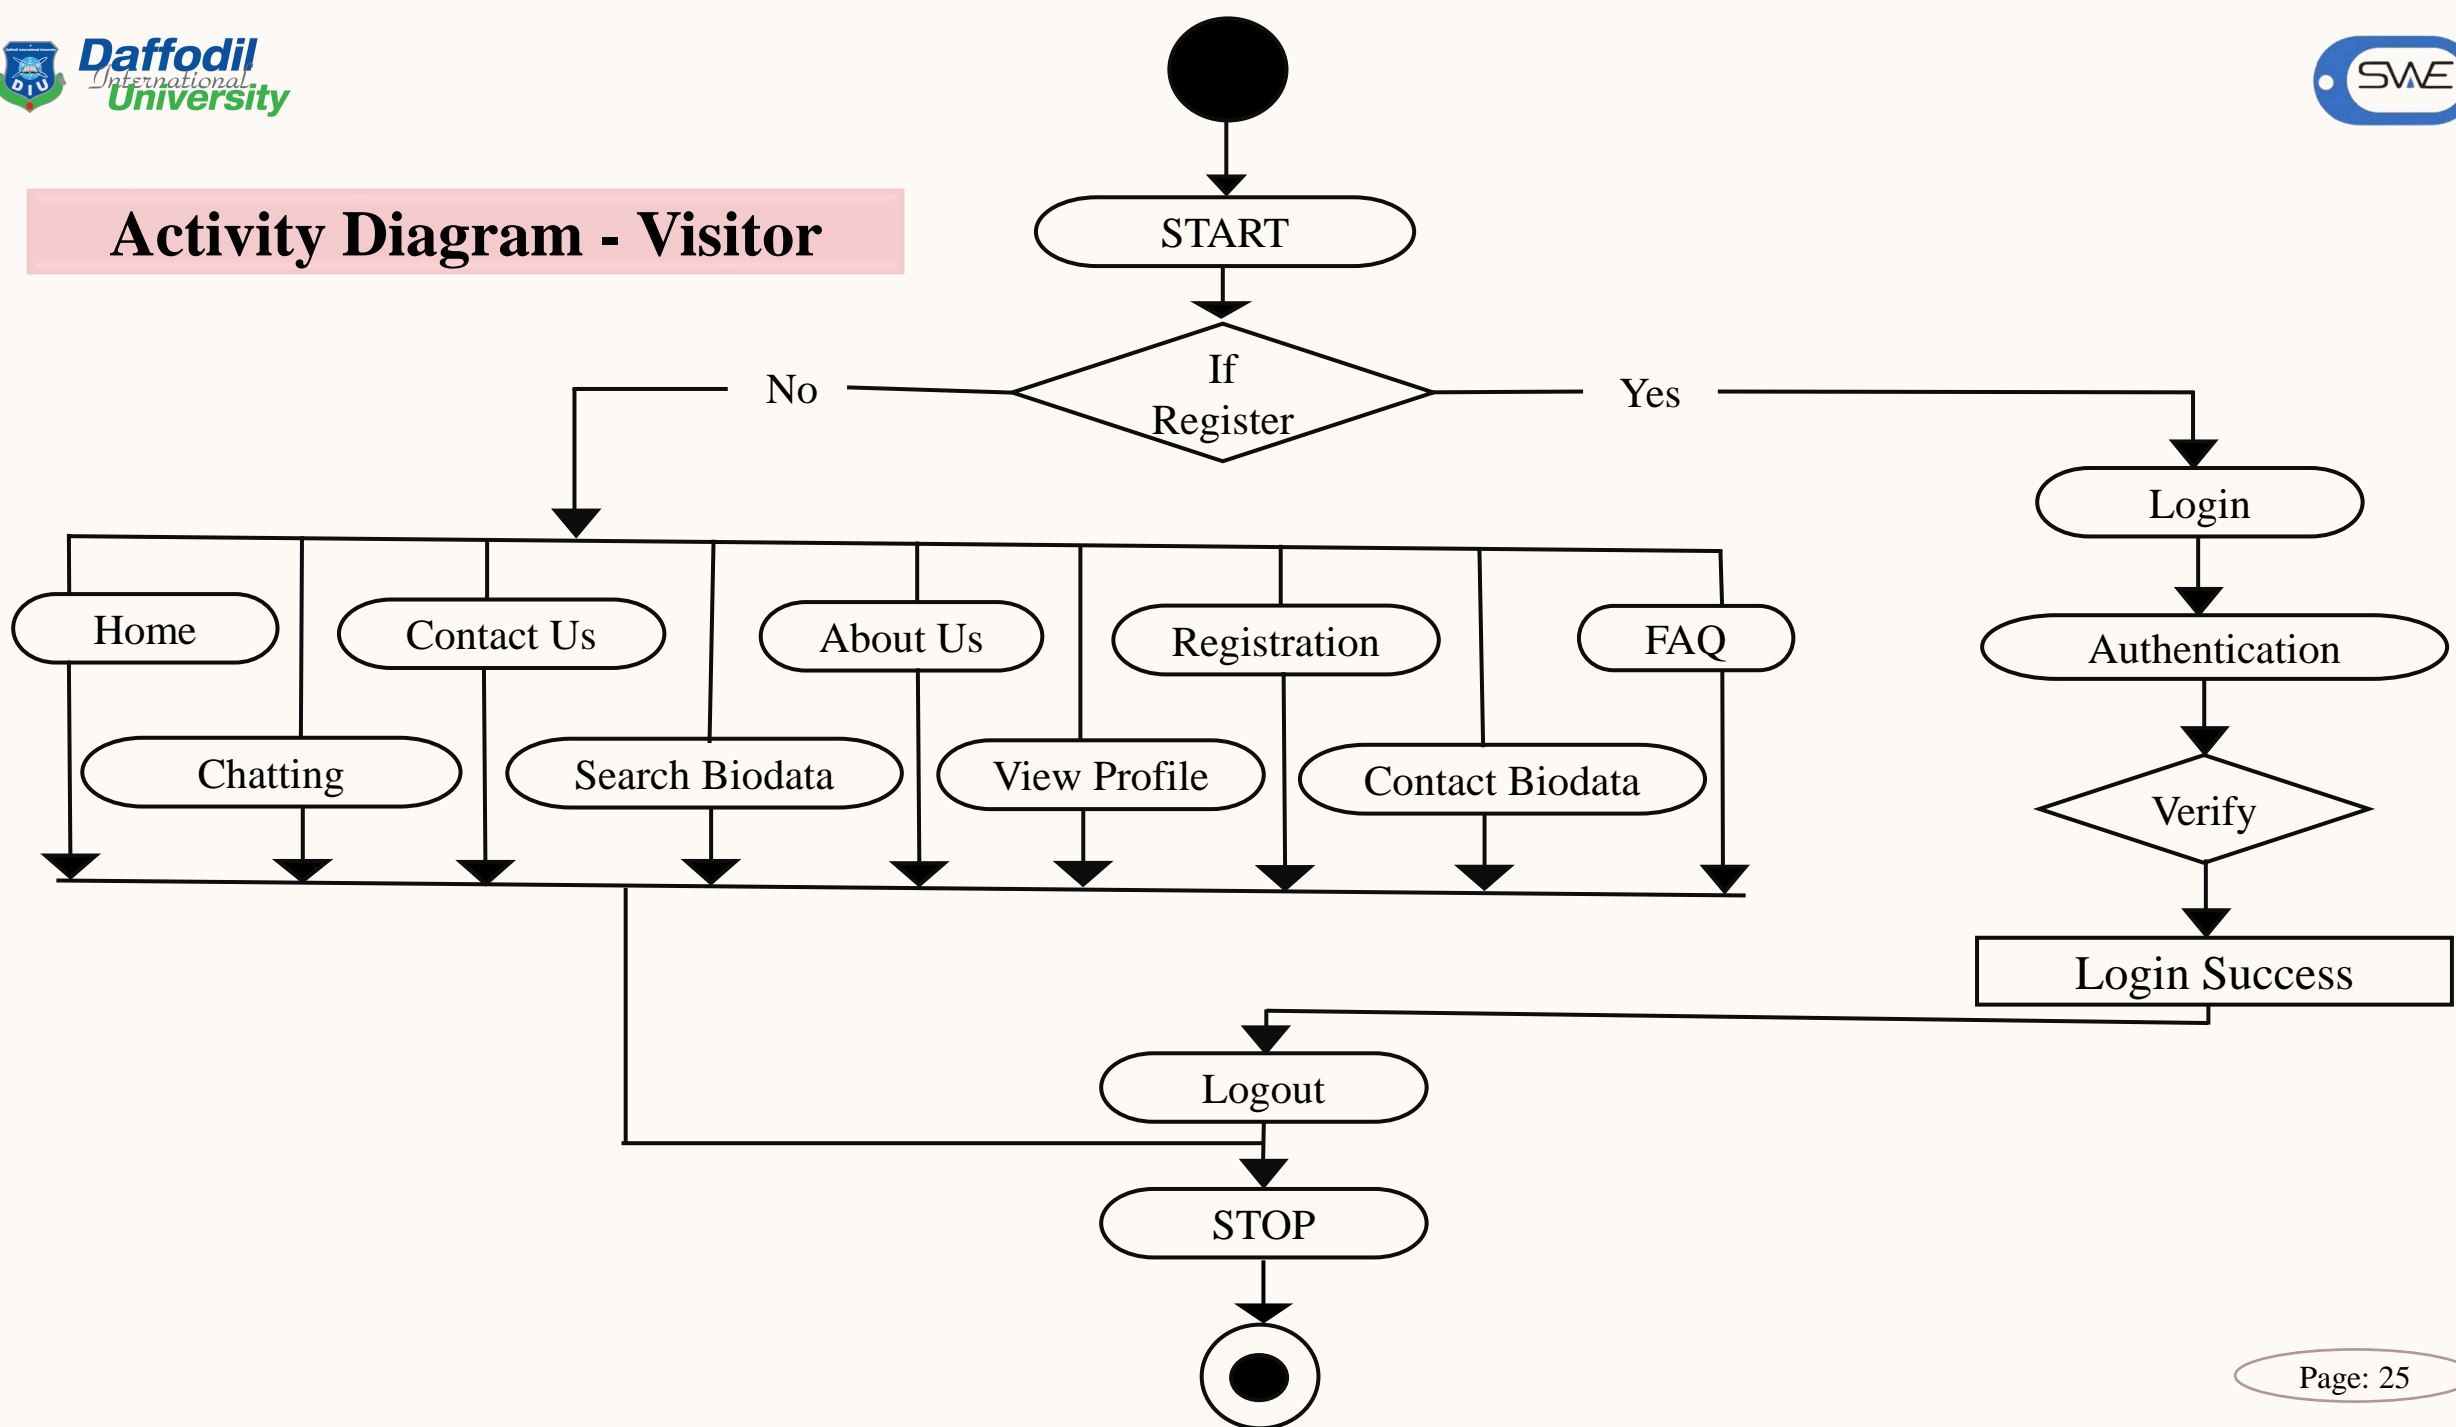 Daffodil
International
University
SWE
Activity Diagram - Visitor
START
If
Register
No
Yes
Login
Home
Contact Us
About Us
Registration
FAQ
Authentication
Chatting
Search Biodata
View Profile
Contact Biodata
Verify
Login Success
Logout
STOP
Page: 25
DIU